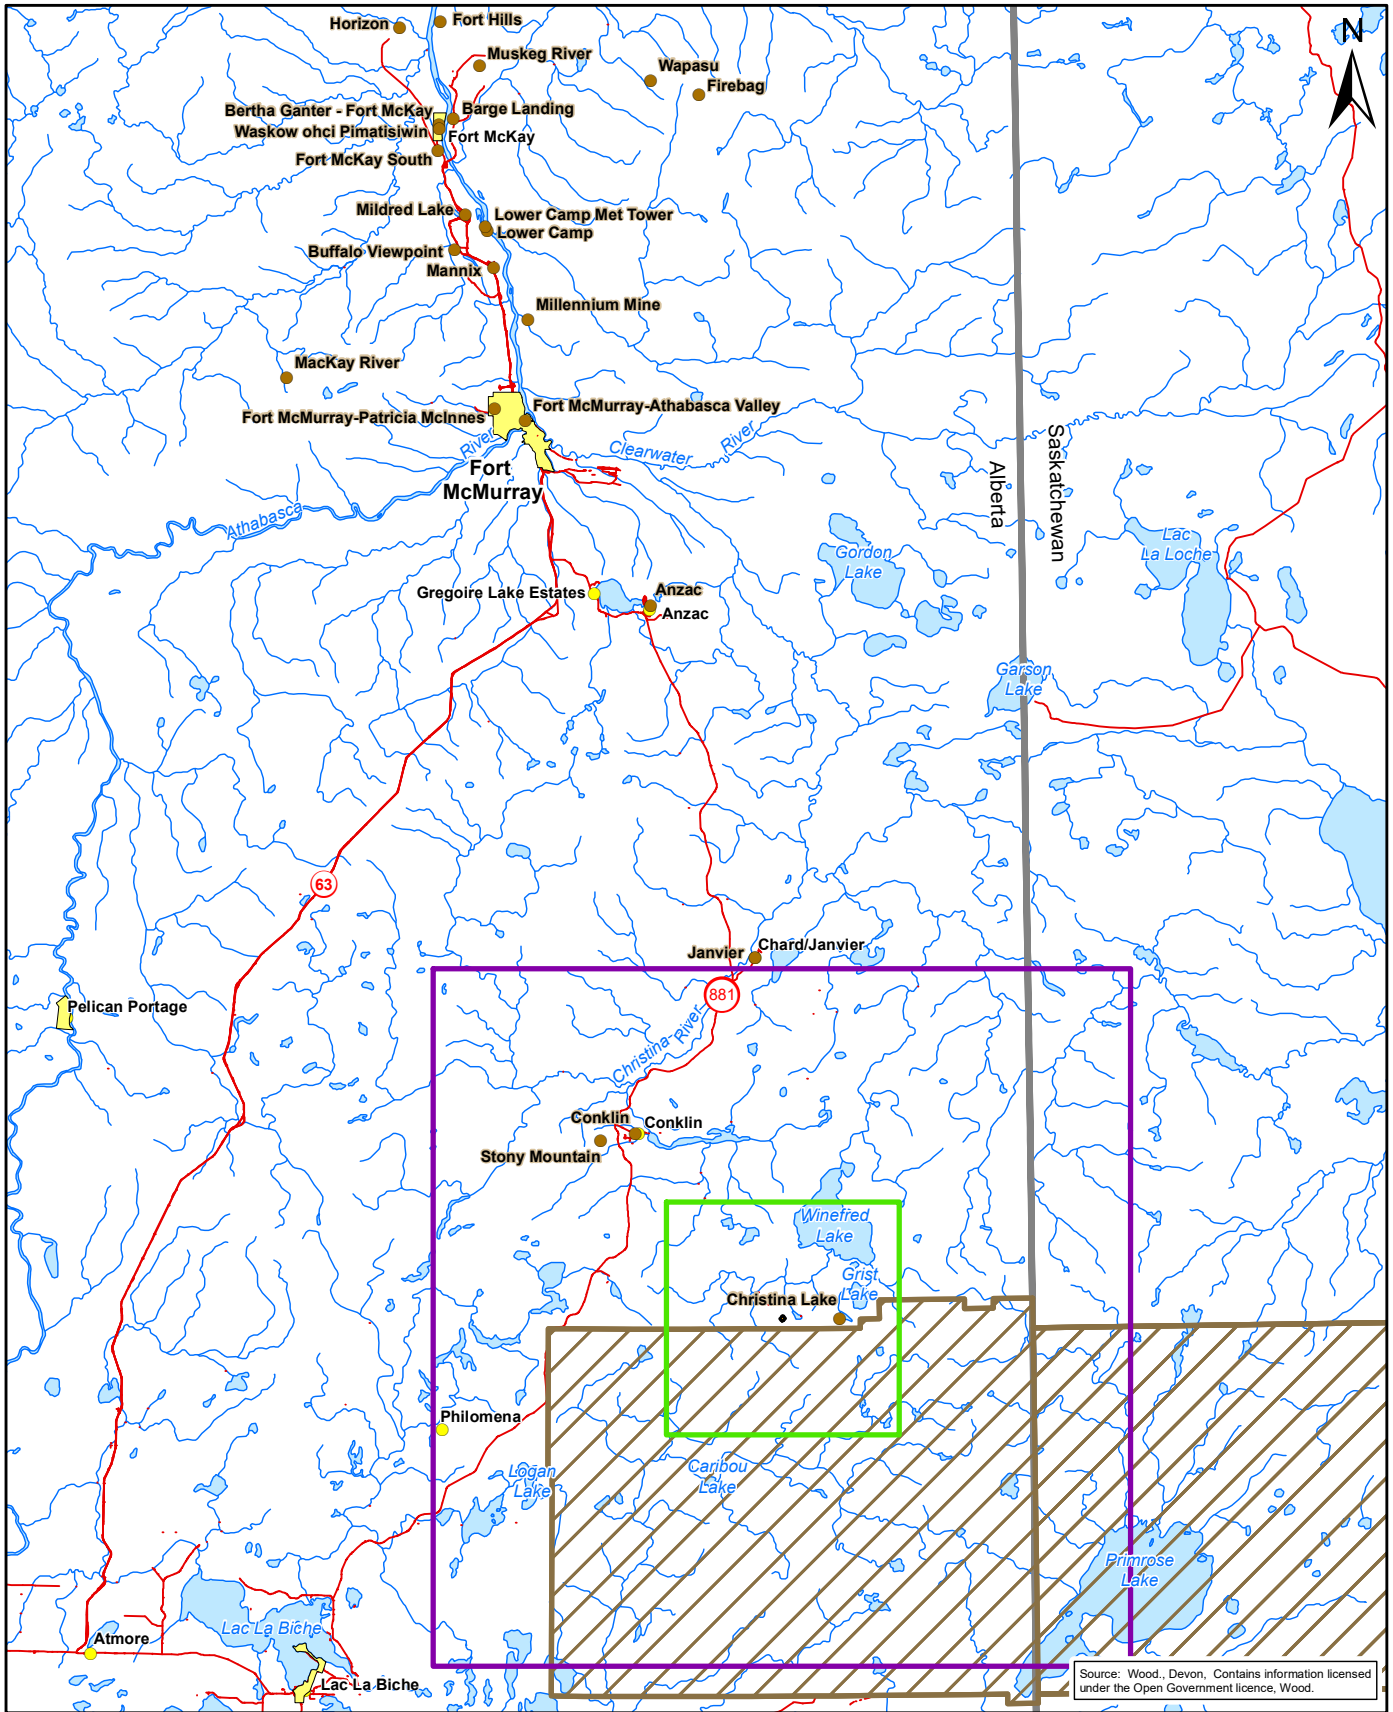 Horizon
Fort Hills
N
Muskeg River
Wapasu
Firebag
Bertha Ganter - Fort McKay
Barge Landing
Waskow ohci Pimatisiwin
Fort McKay
Fort McKay South
Mildred Lake
Lower Camp Met Tower
Lower Camp
Buffalo Viewpoint
Mannix
Millennium Mine
MacKay River
Fort McMurray-Patricia McInnes
Fort McMurray-Athabasca Valley
River
Clearwater
River
Fort
McMurray
Athabasca
Alberta
Saskatchewan
Gordon
Lake
Lac
La Loche
Gregoire Lake Estates
Anzac
Anzac
Garson
Lake
63
Janvier
Chard/Janvier
881
Pelican Portage
Christina
River
Conklin
Conklin
Stony Mountain
Winefred
Lake
Grist
Lake
Christina Lake
Philomena
Logan
Lake
Caribou
Lake
Primrose
Lake
Lac La Biche
Atmore
Lac La Biche
Source: Wood., Devon, Contains information licensed
under the Open Government licence, Wood.